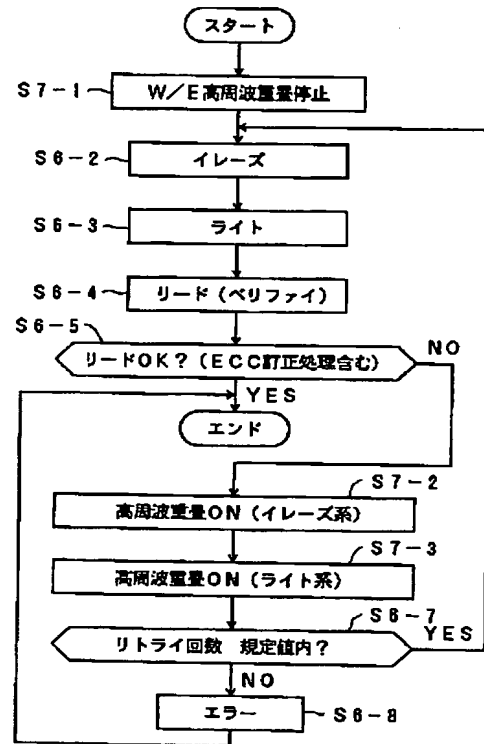 スタート
S7-1
W/E高周波重畳停止
S6-2
イレーズ
S6-3
ライト
S6-4
リード(ベリファイ)
S6-5
リードOK?(ECC訂正処理含む)
NO
YES
エンド
S7-2
高周波重畳ON(イレーズ系)
S7-3
高周波重畳ON(ライト系)
S6-7
リトライ回数 規定値内?
YES
NO
エラー
S6-8